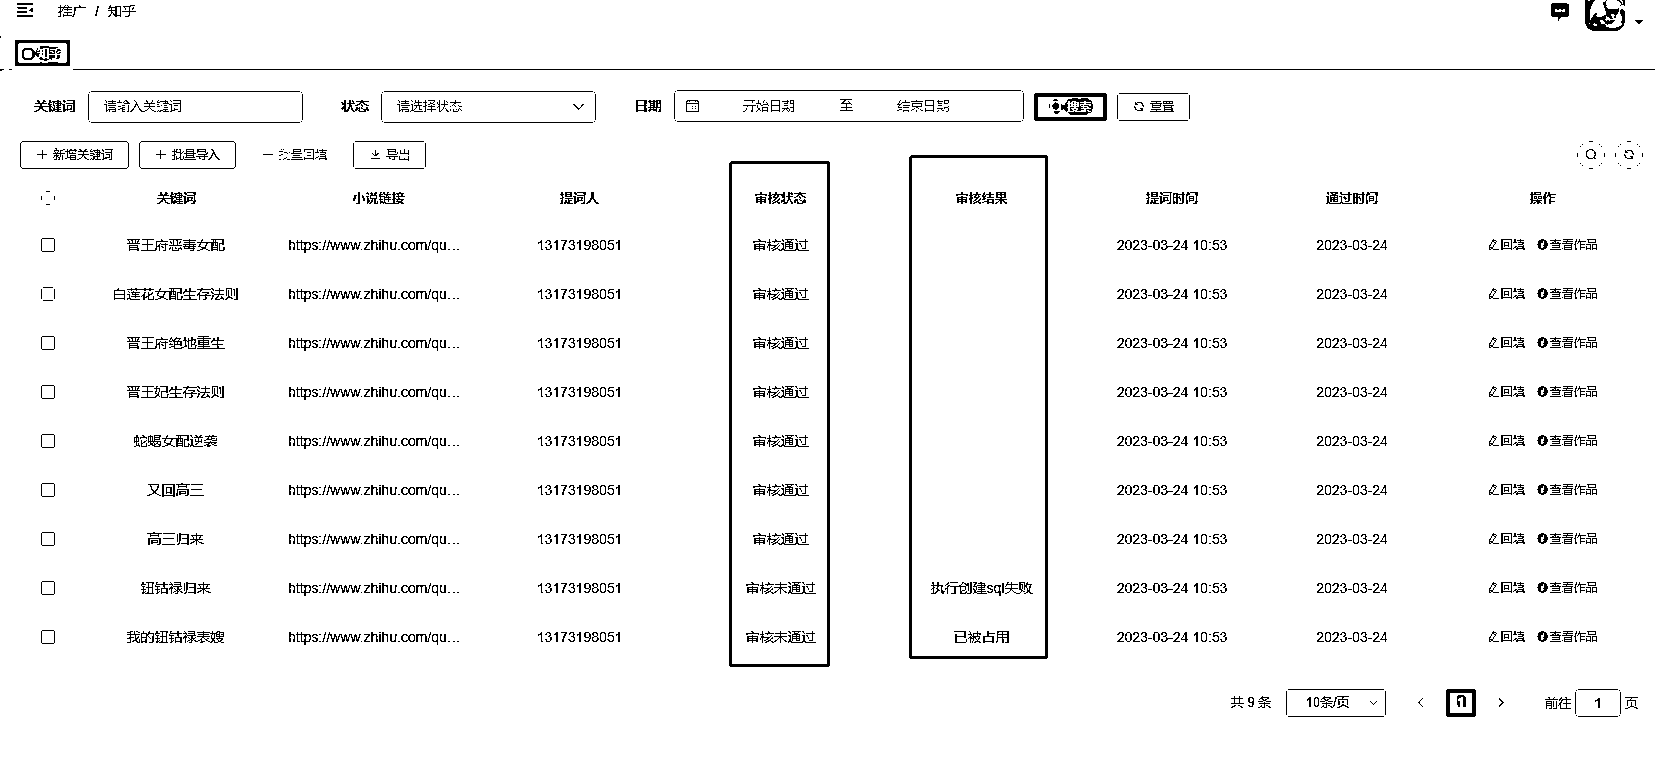 推广 / 知乎
知乎
关键词 请输入关键词 状态 请选择状态 日期 开始日期 至 结束日期 搜索 重置
新增关键词 批量导入 批量回填 导出
关键词 小说链接 提词人 审核状态 审核结果 提词时间 通过时间 操作
晋王府恶毒女配 https://www.zhihu.com/qu... 13173198051 审核通过 2023-03-24 10:53 2023-03-24 回填 查看作品
白莲花女配生存法则 https://www.zhihu.com/qu... 13173198051 审核通过 2023-03-24 10:53 2023-03-24 回填 查看作品
晋王府绝地重生 https://www.zhihu.com/qu... 13173198051 审核通过 2023-03-24 10:53 2023-03-24 回填 查看作品
晋王妃生存法则 https://www.zhihu.com/qu... 13173198051 审核通过 2023-03-24 10:53 2023-03-24 回填 查看作品
蛇蝎女配逆袭 https://www.zhihu.com/qu... 13173198051 审核通过 2023-03-24 10:53 2023-03-24 回填 查看作品
又回高三 https://www.zhihu.com/qu... 13173198051 审核通过 2023-03-24 10:53 2023-03-24 回填 查看作品
高三归来 https://www.zhihu.com/qu... 13173198051 审核通过 2023-03-24 10:53 2023-03-24 回填 查看作品
钮钴禄归来 https://www.zhihu.com/qu... 13173198051 审核未通过 执行创建sql失败 2023-03-24 10:53 2023-03-24 回填 查看作品
我的钮钴禄表嫂 https://www.zhihu.com/qu... 13173198051 审核未通过 已被占用 2023-03-24 10:53 2023-03-24 回填 查看作品
共 9 条 10条/页 1 前往 1 页